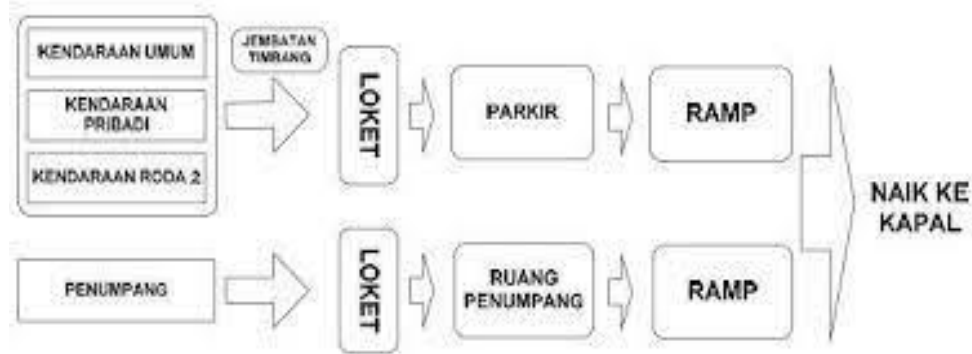 KENDARAAN UMUM
KENDARAAN
PRIBADI
KENDARAAN RODA 2
JEMBATAN
TIMBANG
LOKET
PARKIR
RAMP
PENUMPANG
LOKET
RUANG
PENUMPANG
RAMP
NAIK KE
KAPAL